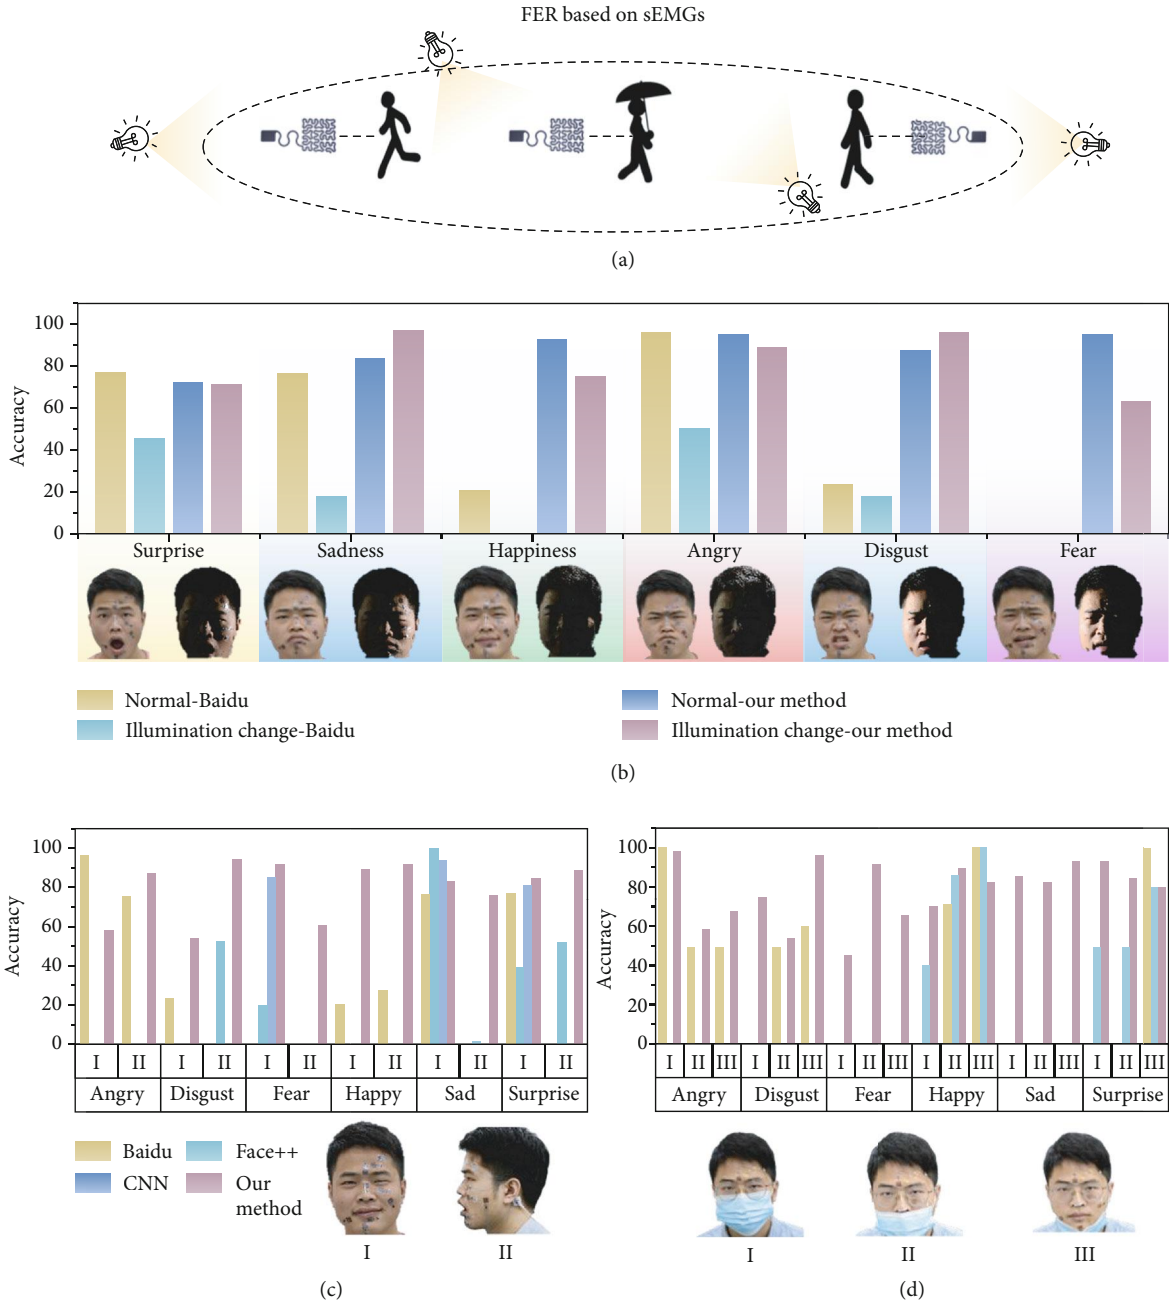 FER based on sEMGs
(a)
100
80
60
40
20
0
Accuracy
Surprise Sadness Happiness Angry Disgust Fear
Normal-Baidu Normal-our method
Illumination change-Baidu Illumination change-our method
(b)
100
80
60
40
20
0
Accuracy
I II I II I II I II I II I II
Angry Disgust Fear Happy Sad Surprise
Baidu Face++
CNN Our
method
I II
(c)
100
80
60
40
20
0
Accuracy
I II III I II III I II III I II III I II III I II III
Angry Disgust Fear Happy Sad Surprise
I II III
(d)